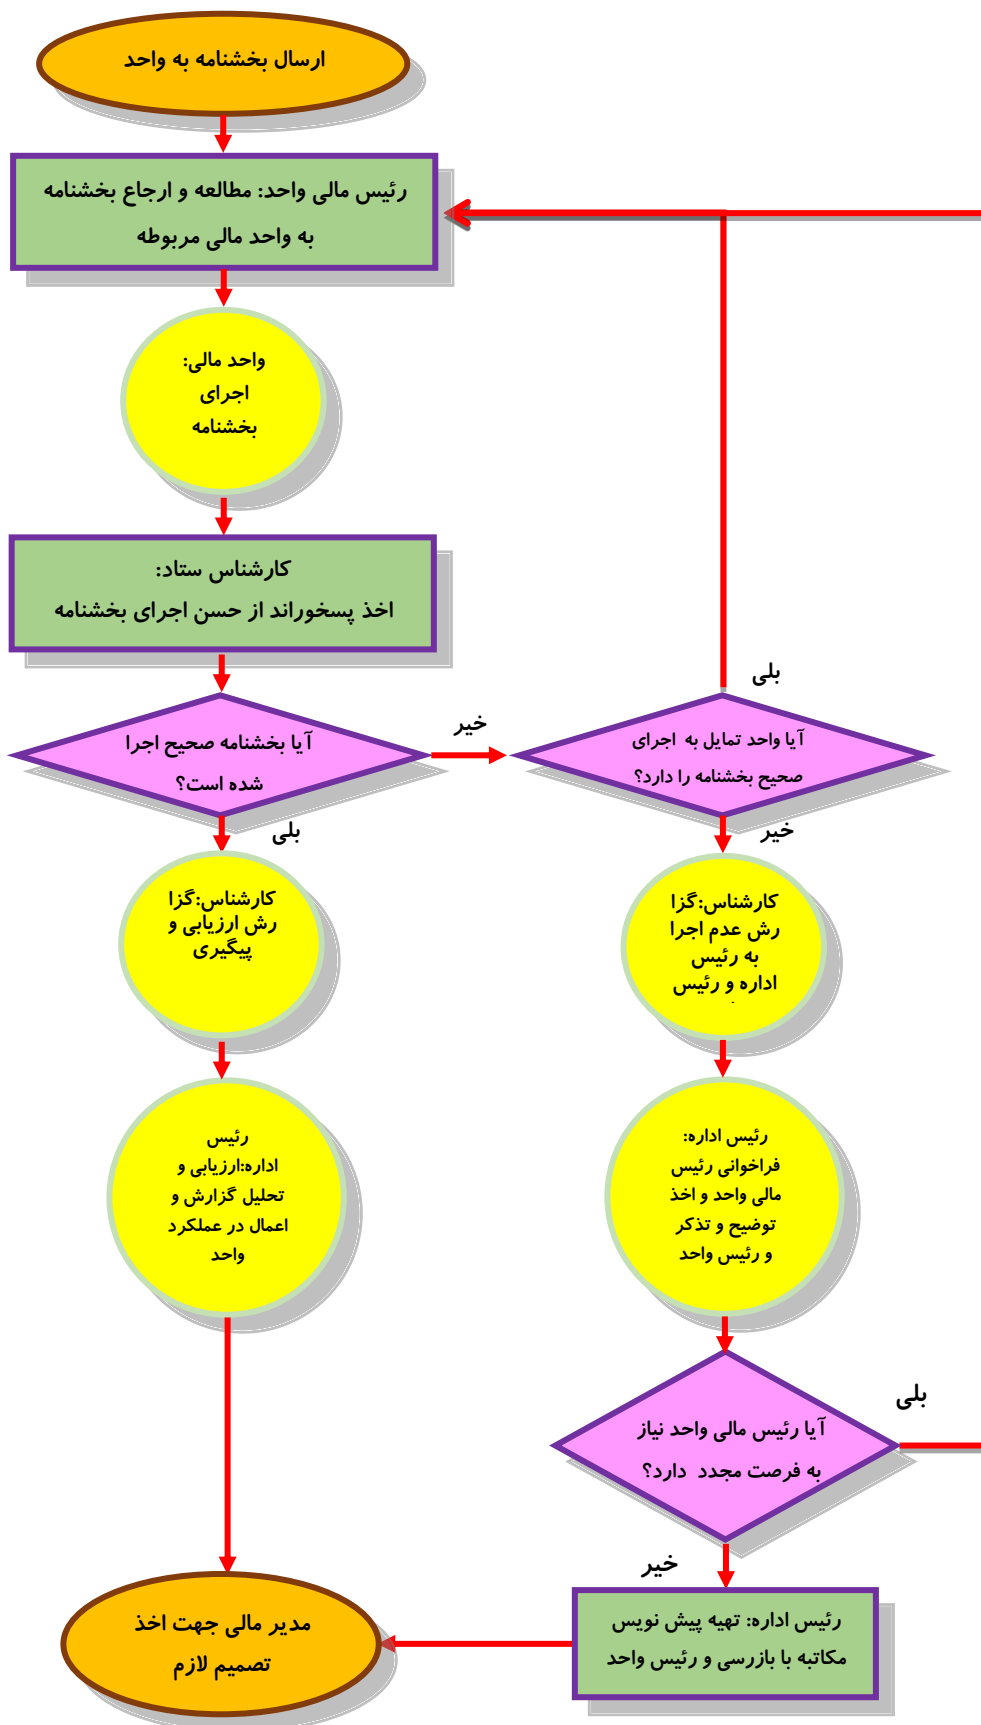 ارسال بخشنامه به واحد
رئیس مالی واحد: مطالعه و ارجاع بخشنامه
به واحد مالی مربوطه
واحد مالی:
اجرای
بخشنامه
کارشناس ستاد:
اخذ پسخوراند از حسن اجرای بخشنامه
آیا بخشنامه صحیح اجرا
شده است؟
خیر
بلی
آیا واحد تمایل به اجرای
صحیح بخشنامه را دارد؟
بلی
خیر
کارشناس:گزا
رش ارزیابی و
پیگیری
کارشناس:گزا
رش عدم اجرا
به رئیس
اداره و رئیس
رئیس
اداره:ارزیابی و
تحلیل گزارش و
اعمال در عملکرد
واحد
رئیس اداره:
فراخوانی رئیس
مالی واحد و اخذ
توضیح و تذکر
و رئیس واحد
آیا رئیس مالی واحد نیاز
به فرصت مجدد دارد؟
بلی
خیر
رئیس اداره: تهیه پیش نویس
مکاتبه با بازرسی و رئیس واحد
مدیر مالی جهت اخذ
تصمیم لازم